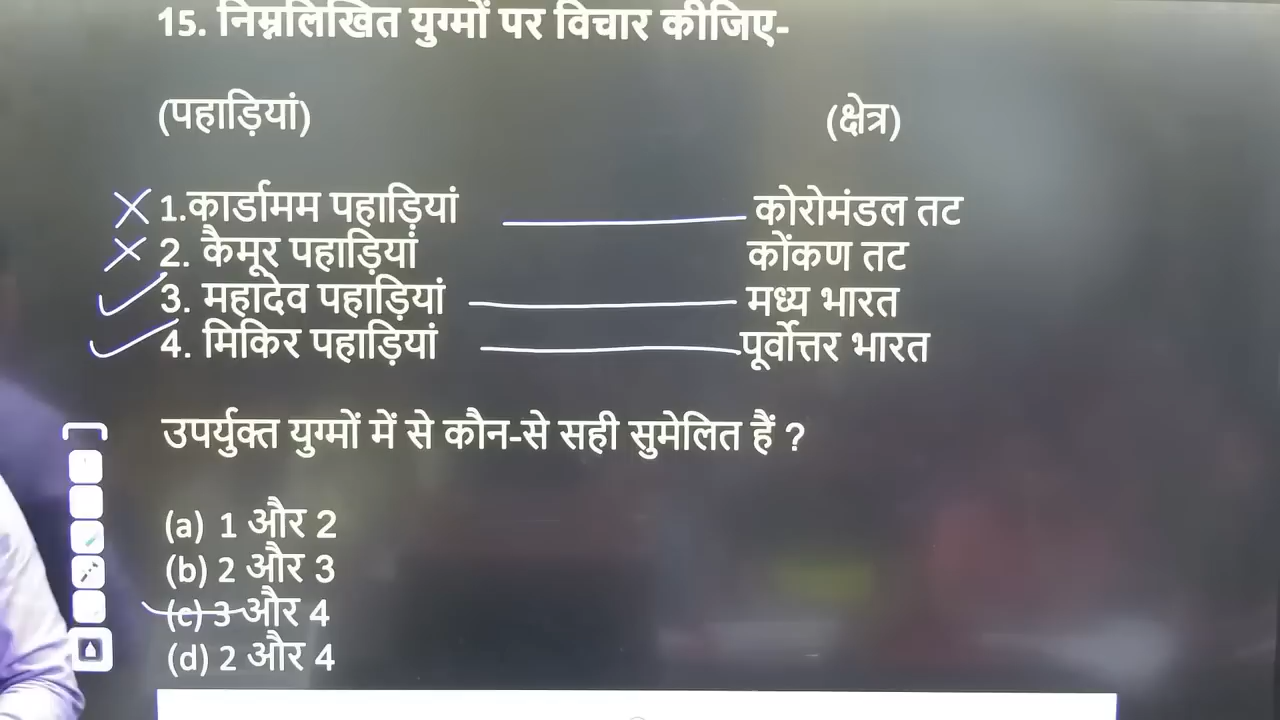 15. निम्नलिखित युग्मों पर विचार कीजिए-
(पहाड़ियां) (क्षेत्र)
1.कार्डामम पहाड़ियां कोरोमंडल तट
2. कैमूर पहाड़ियां कोंकण तट
3. महादेव पहाड़ियां मध्य भारत
4. मिकिर पहाड़ियां पूर्वोत्तर भारत
उपर्युक्त युग्मों में से कौन-से सही सुमेलित हैं ?
(a) 1 और 2
(b) 2 और 3
(c) 3 और 4
(d) 2 और 4